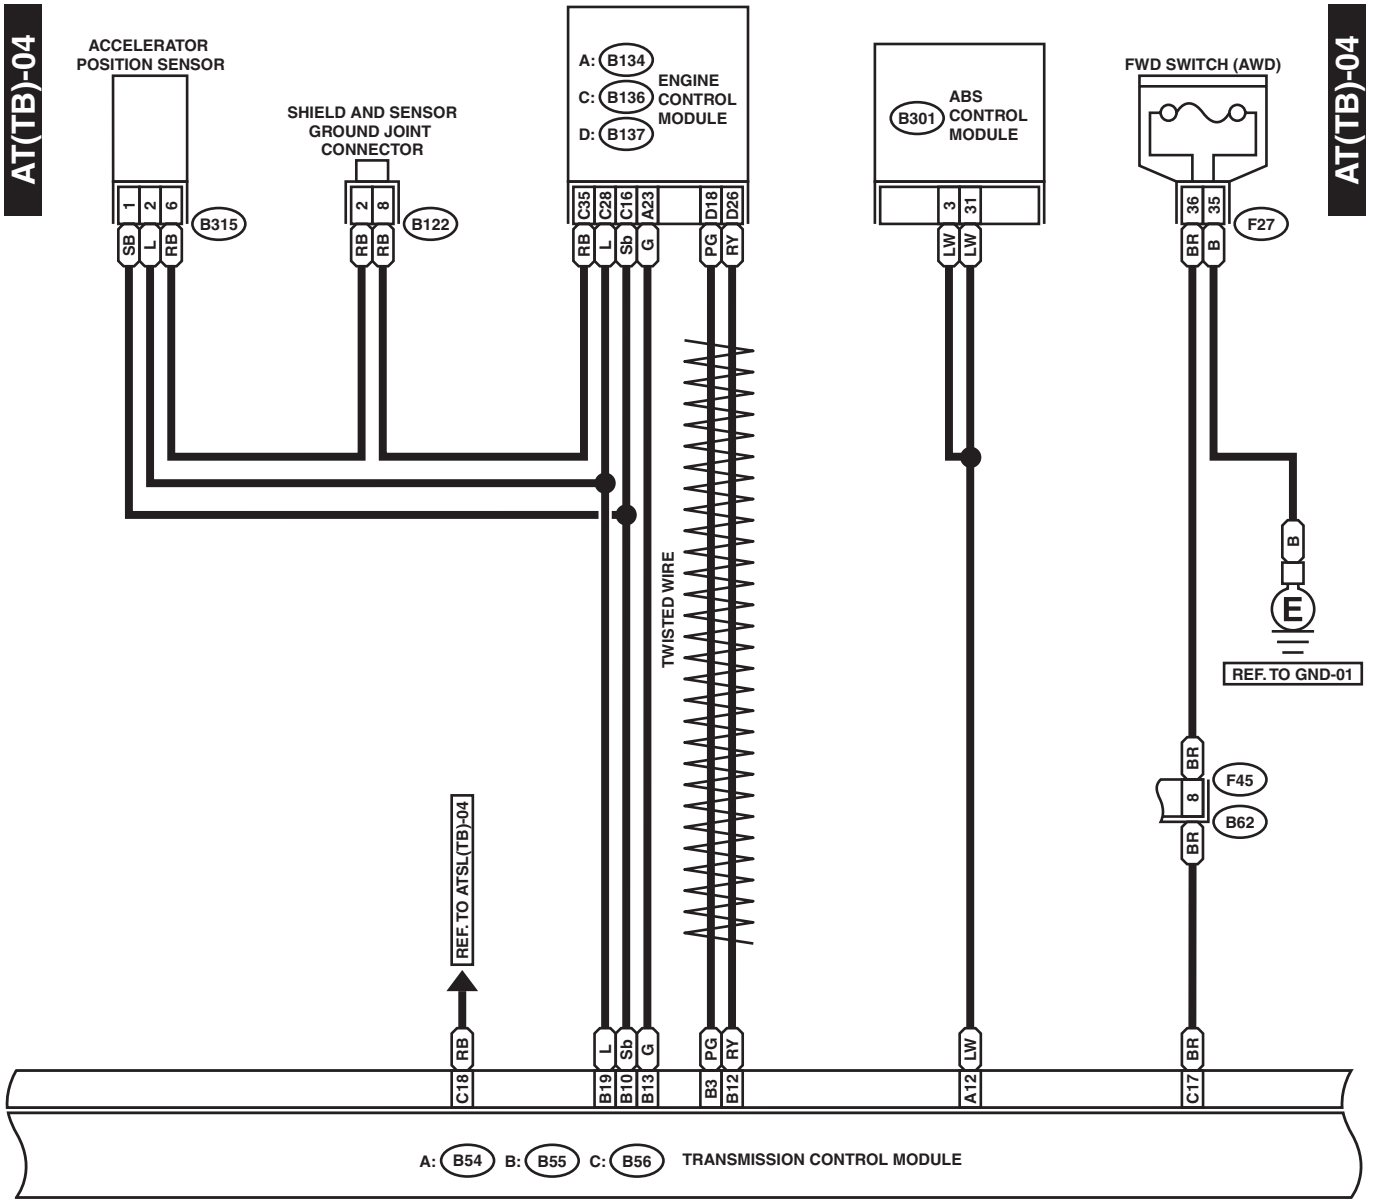 AT(TB)-04
AT(TB)-04
ACCELERATOR
POSITION SENSOR
1 2 6
B315
SB L RB
SHIELD AND SENSOR
GROUND JOINT
CONNECTOR
2 8
B122
RB RB
A: B134
C: B136
D: B137
ENGINE
CONTROL
MODULE
C35 C28 C16 A23 D18 D26
RB L Sb G PG RY
B301
ABS
CONTROL
MODULE
3 31
LW LW
FWD SWITCH (AWD)
36 35
F27
BR B
TWISTED WIRE
B
E
REF. TO GND-01
BR
F45
8
B62
BR
REF. TO ATSL(TB)-04
RB L Sb G PG RY LW BR
C18 B19 B10 B13 B3 B12 A12 C17
A: B54 B: B55 C: B56 TRANSMISSION CONTROL MODULE